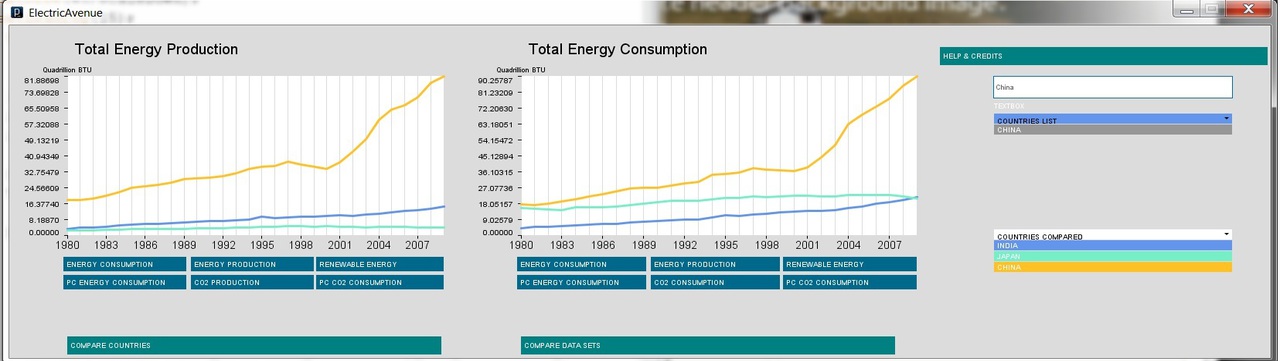 e header background image.
ElectricAvenue
Total Energy Production
Quadrillion BTU
81.88698
73.69828
65.50958
57.32088
49.13219
40.94349
32.75479
24.56609
16.37740
8.18870
0.00000
1980 1983 1986 1989 1992 1995 1998 2001 2004 2007
ENERGY CONSUMPTION ENERGY PRODUCTION RENEWABLE ENERGY
PC ENERGY CONSUMPTION CO2 PRODUCTION PC CO2 CONSUMPTION
COMPARE COUNTRIES
Total Energy Consumption
Quadrillion BTU
90.25787
81.23209
72.20630
63.18051
54.15472
45.12894
36.10315
27.07736
18.05157
9.02579
0.00000
1980 1983 1986 1989 1992 1995 1998 2001 2004 2007
ENERGY CONSUMPTION ENERGY PRODUCTION RENEWABLE ENERGY
PC ENERGY CONSUMPTION CO2 CONSUMPTION PC CO2 CONSUMPTION
COMPARE DATA SETS
HELP & CREDITS
China
TEXTBOX
COUNTRIES LIST
CHINA
COUNTRIES COMPARED
INDIA
JAPAN
CHINA